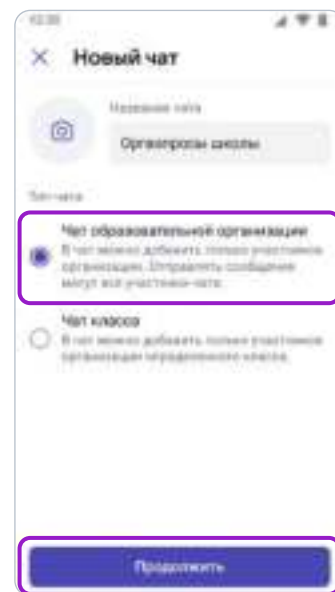 Новый чат
Название чата
Оргвопросы школы
Тип чата
Чат образовательной организации
В чат можно добавить только участников
организации. Отправлять сообщения
могут все участники чата.
Чат класса
В чат можно добавить только участников
организации определенного класса.
Продолжить